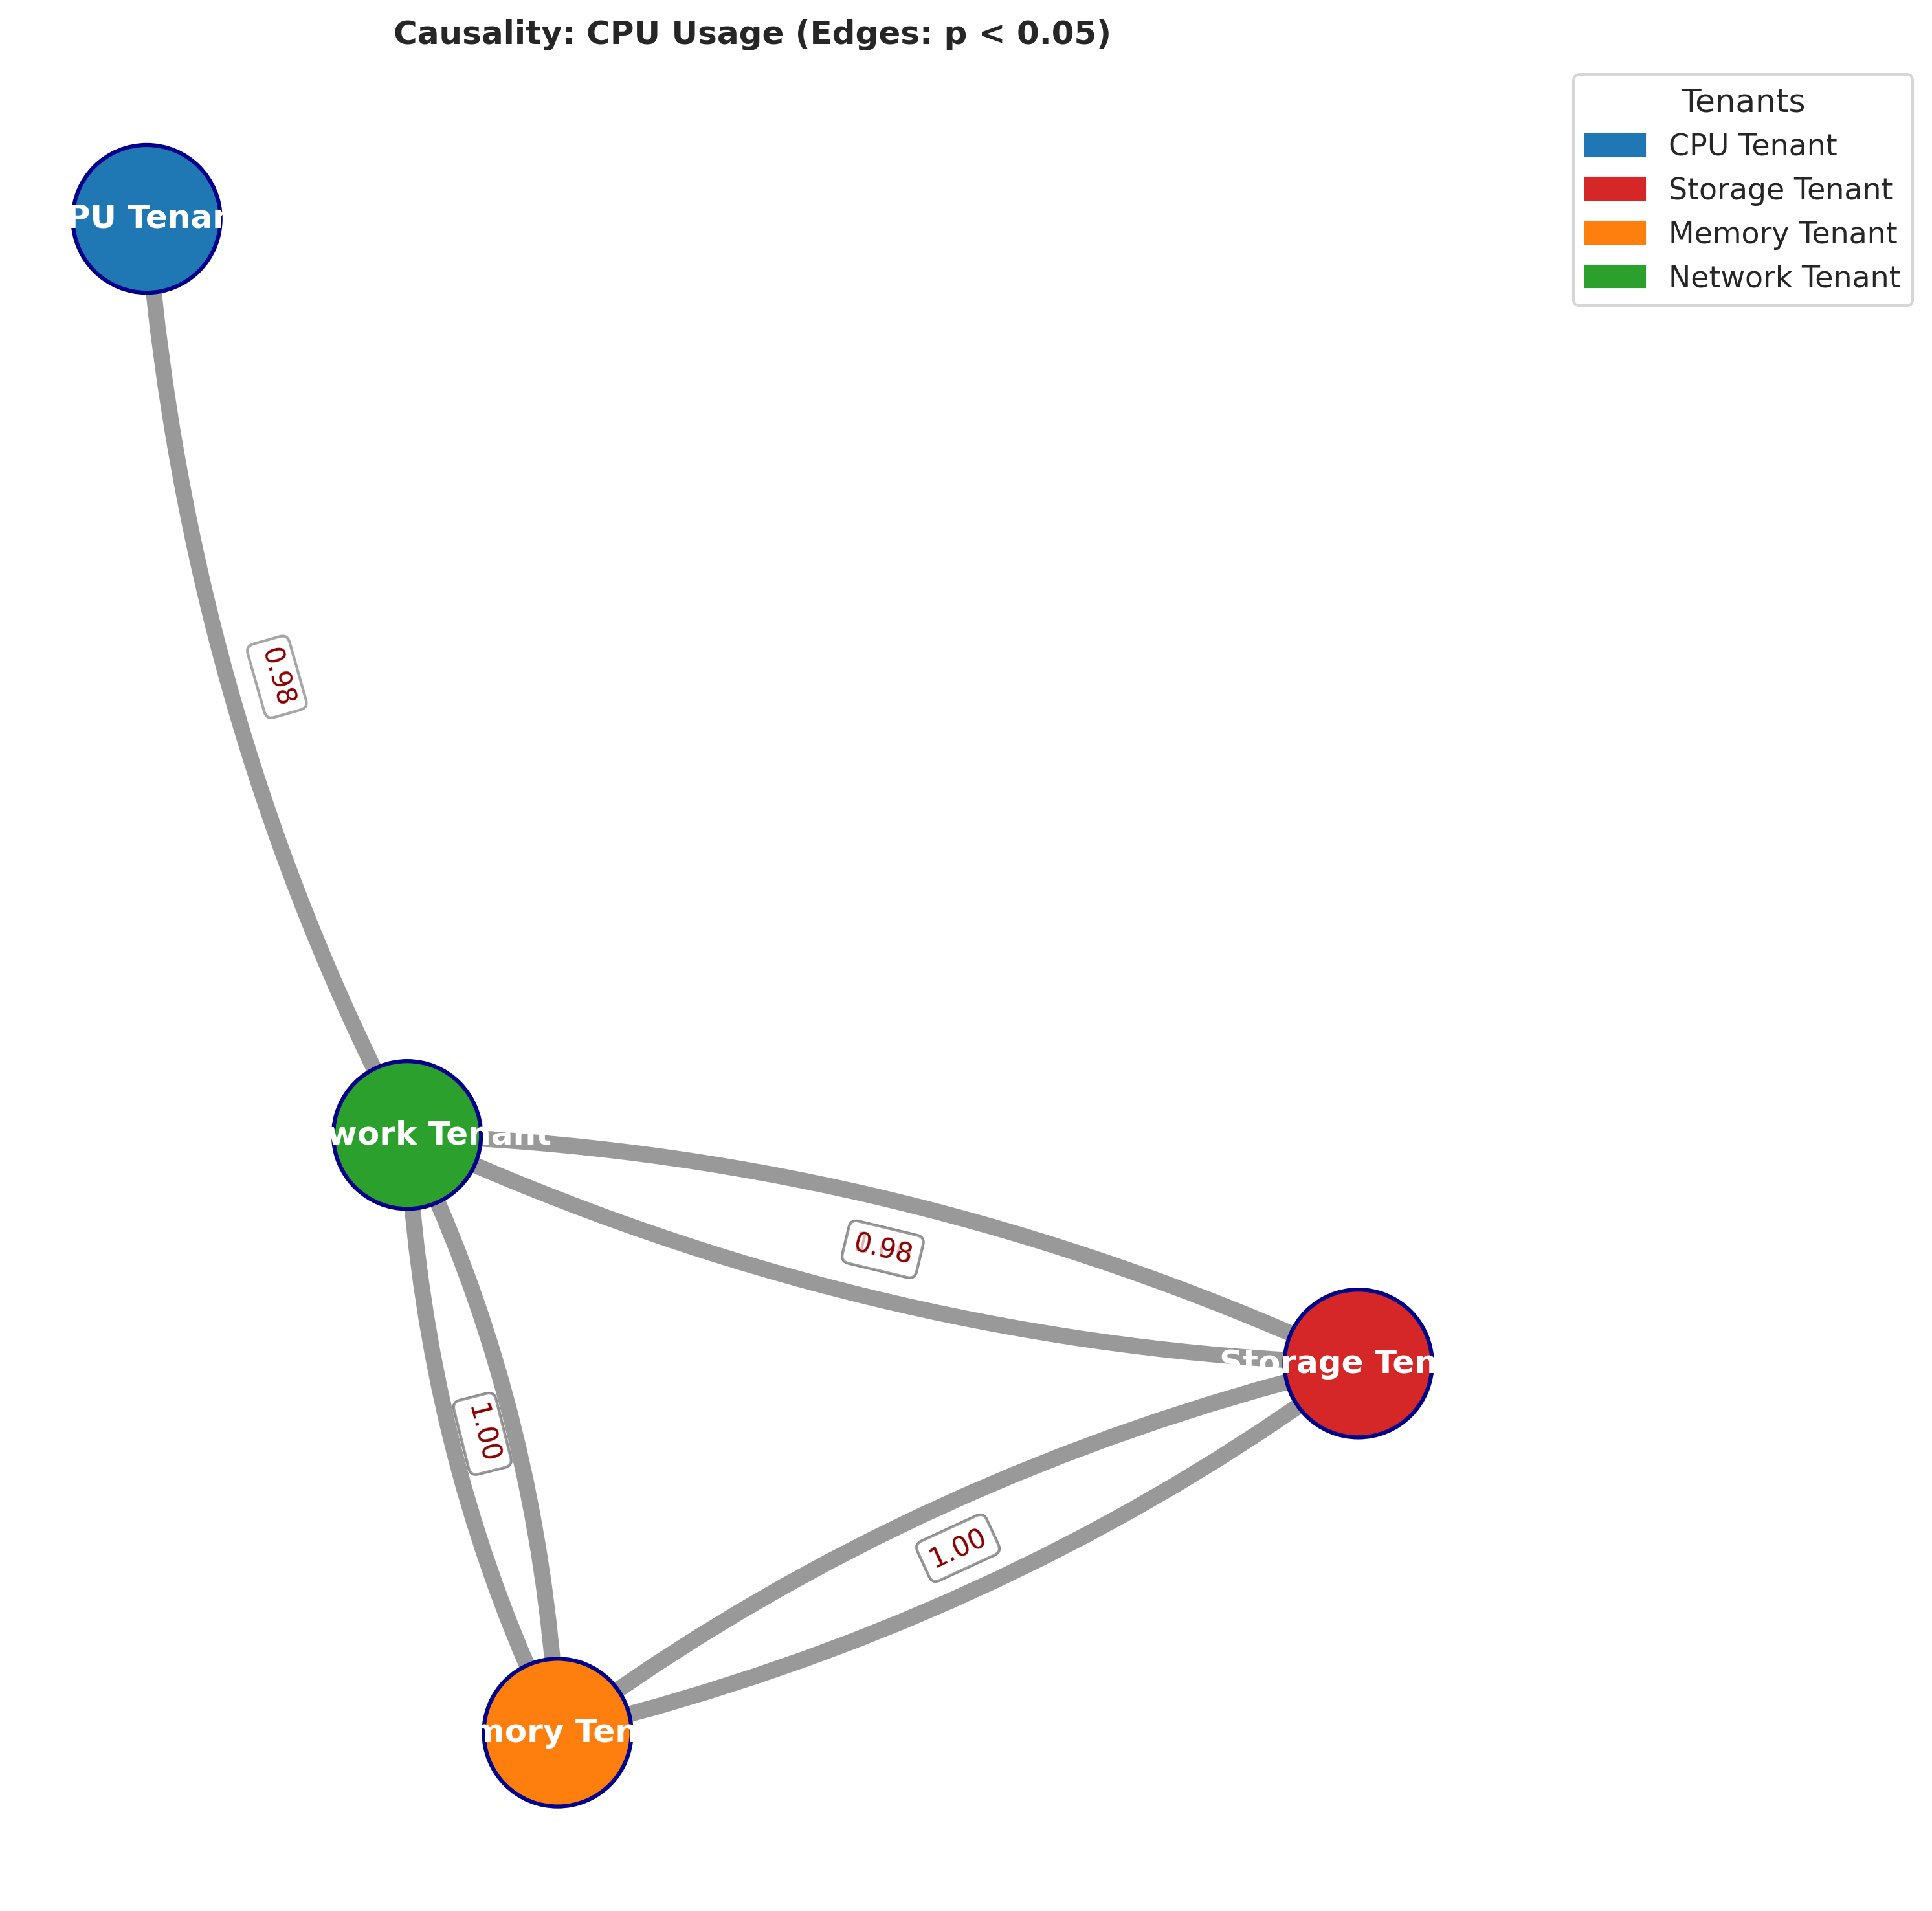 Causality: CPU Usage (Edges: p < 0.05)
Tenants
CPU Tenant
Storage Tenant
Memory Tenant
Network Tenant
PU Tenan
0.98
work Tenant
0.98
Storage Ten
1.00
1.00
mory Ten